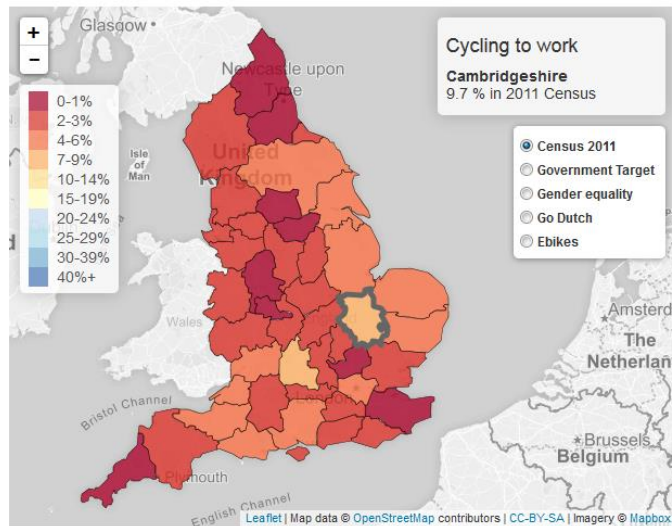 Glasgow
+
−
Cycling to work
Cambridgeshire
9.7 % in 2011 Census
Newcastle upon
Tyne
0-1%
2-3%
4-6%
7-9%
10-14%
15-19%
20-24%
25-29%
30-39%
40%+
Isle
of
Man
United
Kingdom
Census 2011
Government Target
Gender equality
Go Dutch
Ebikes
Wales
England
London
Amsterd
The
Netherlan
Bristol Channel
Plymouth
English Channel
Brussels
Belgium
Leaflet | Map data © OpenStreetMap contributors | CC-BY-SA | Imagery © Mapbox